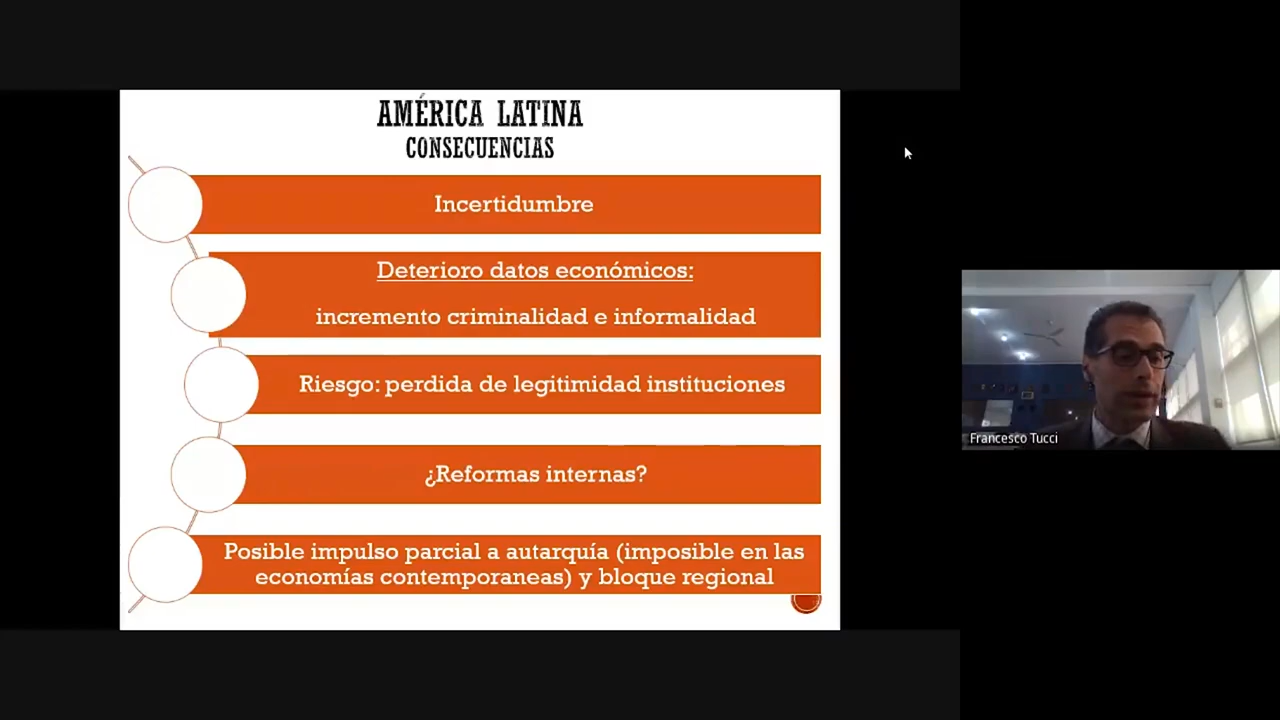 AMÉRICA LATINA
CONSECUENCIAS
Incertidumbre
Deterioro datos económicos:
incremento criminalidad e informalidad
Riesgo: perdida de legitimidad instituciones
¿Reformas internas?
Posible impulso parcial a autarquía (imposible en las
economías contemporaneas) y bloque regional
Francesco Tucci